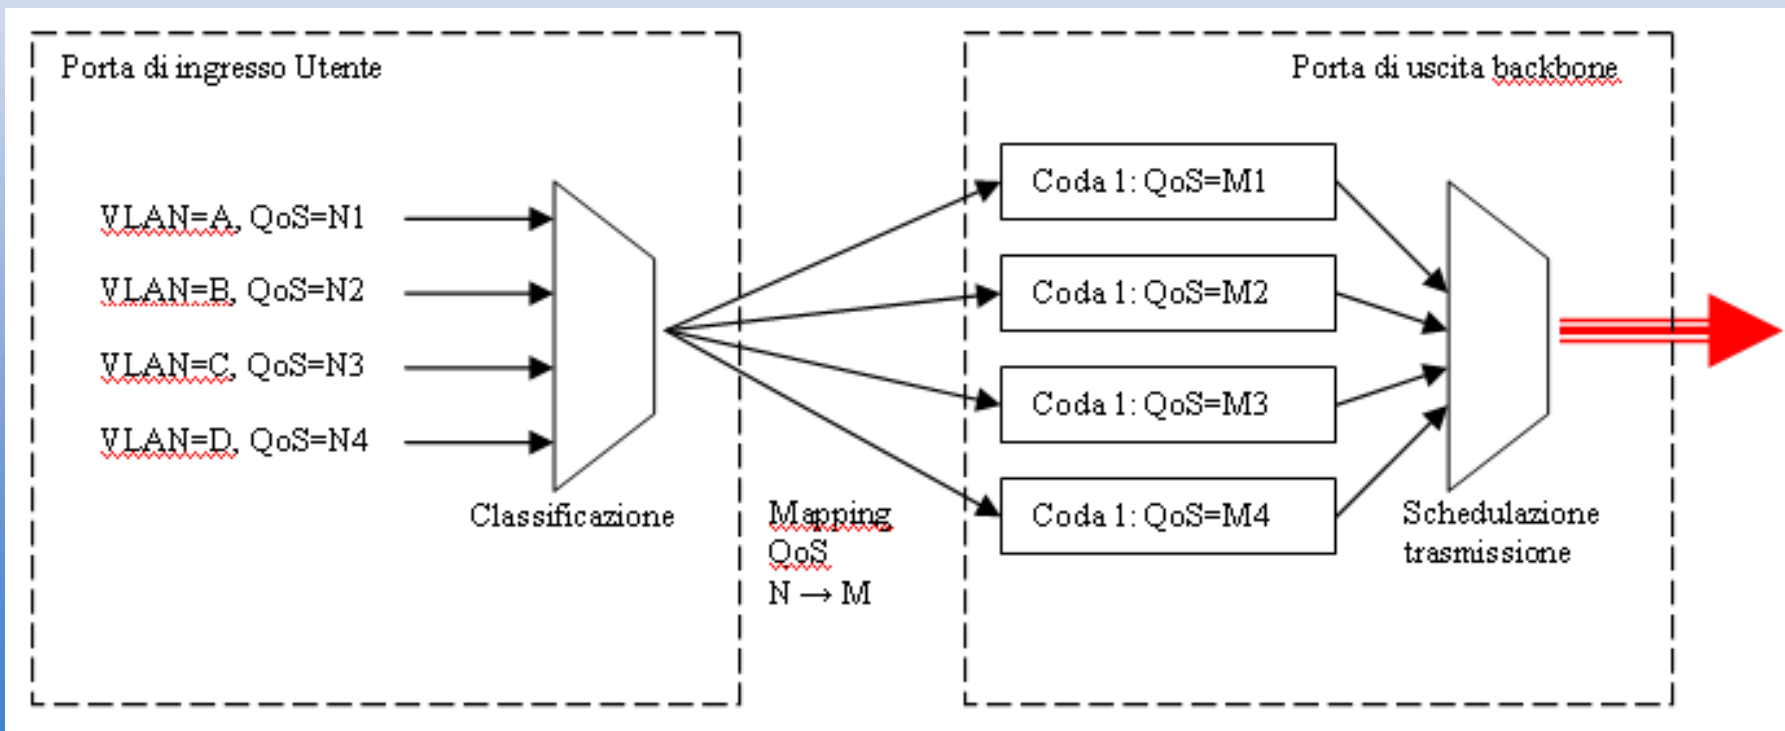 Porta di ingresso Utente
VLAN=A, QoS=N1
VLAN=B, QoS=N2
VLAN=C, QoS=N3
VLAN=D, QoS=N4
Classificazione
Mapping
QoS
N → M
Porta di uscita backbone
Coda 1: QoS=M1
Coda 1: QoS=M2
Coda 1: QoS=M3
Coda 1: QoS=M4
Schedulazione
trasmissione